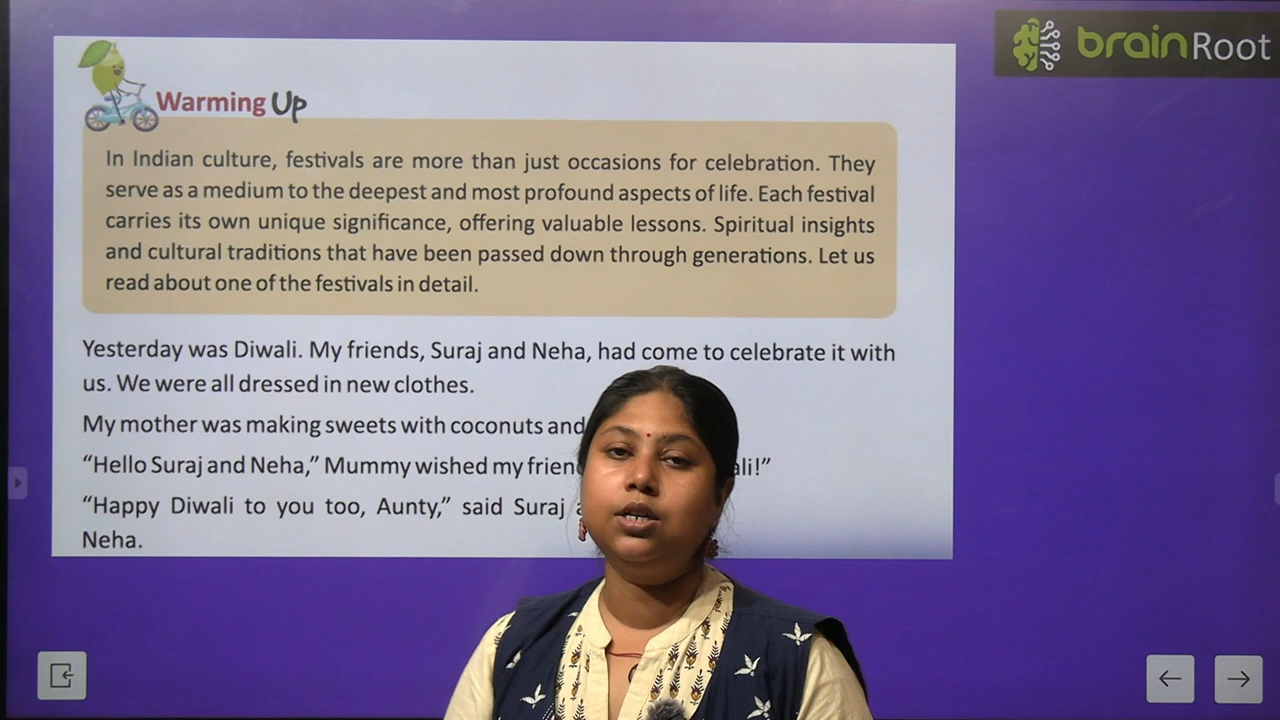 brainRoot
Warming Up
In Indian culture, festivals are more than just occasions for celebration. They
serve as a medium to the deepest and most profound aspects of life. Each festival
carries its own unique significance, offering valuable lessons. Spiritual insights
and cultural traditions that have been passed down through generations. Let us
read about one of the festivals in detail.
Yesterday was Diwali. My friends, Suraj and Neha, had come to celebrate it with
us. We were all dressed in new clothes.
My mother was making sweets with coconuts and
“Hello Suraj and Neha,” Mummy wished my ali!”
“Happy Diwali to you too, Aunty,” said Suraj
Neha.